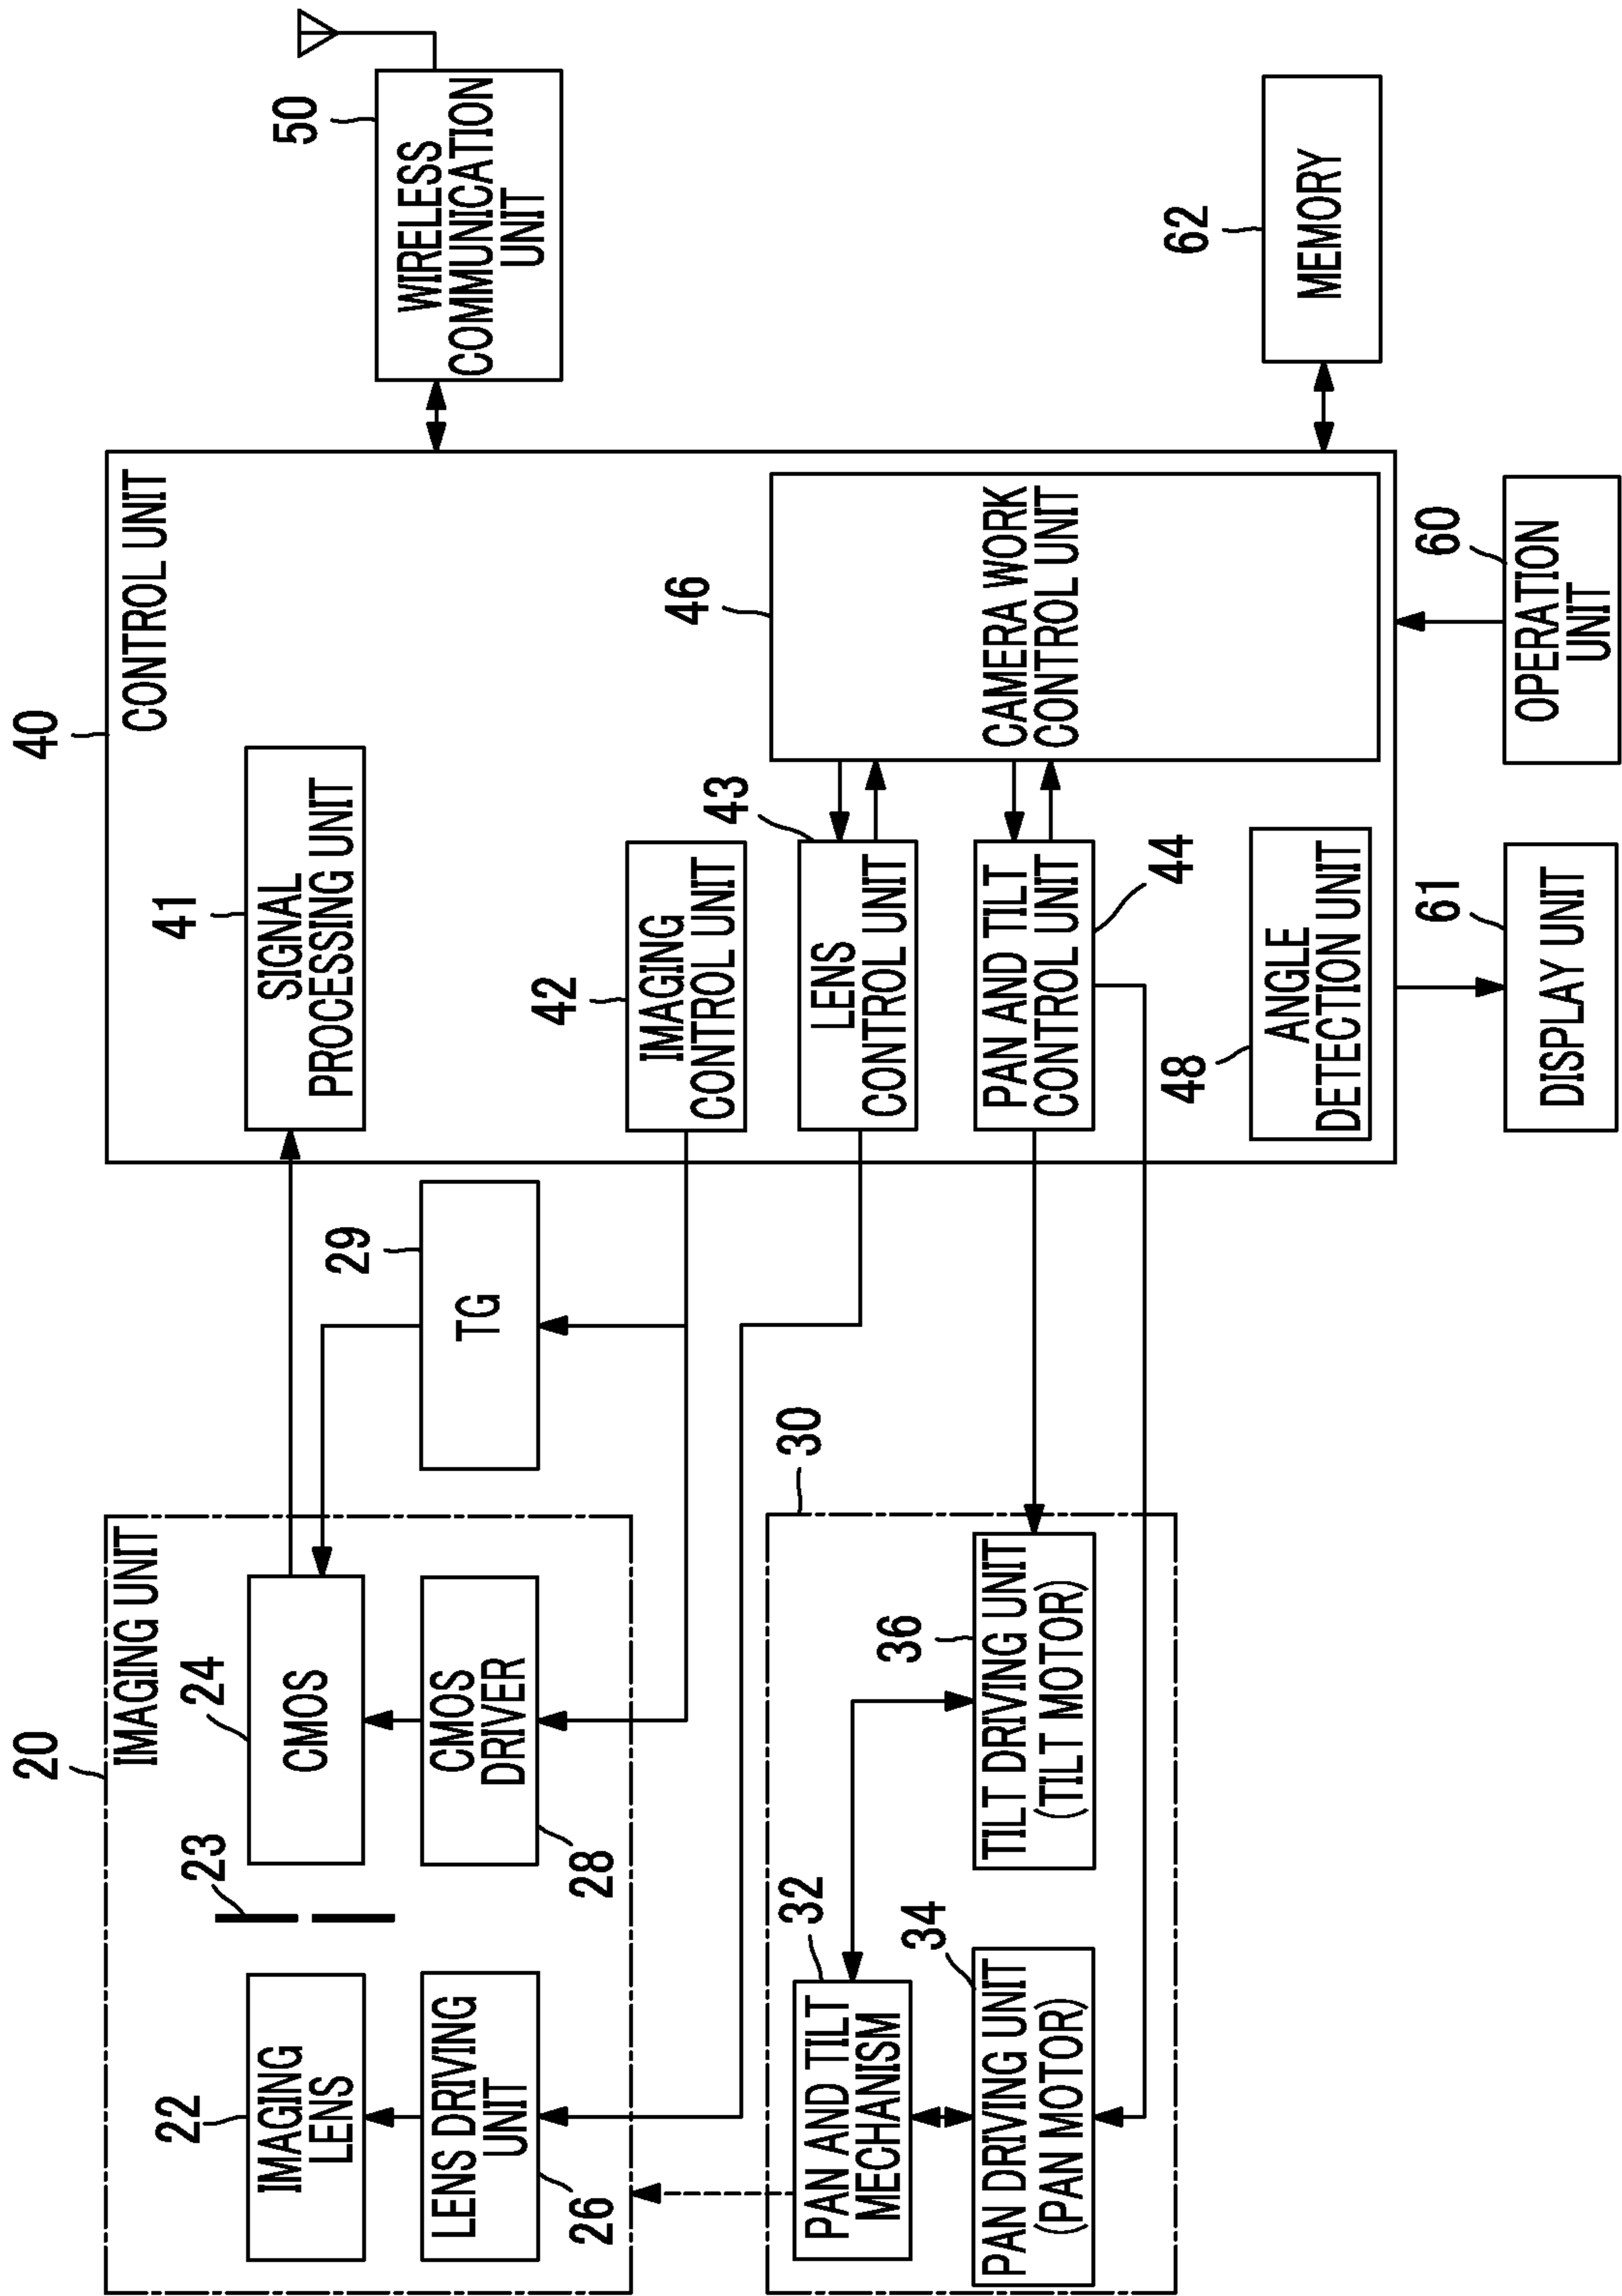 20
IMAGING UNIT
22
IMAGING
LENS
23
24
CMOS
26
LENS DRIVING
UNIT
28
CMOS
DRIVER
29
TG
30
32
PAN AND TILT
MECHANISM
34
PAN DRIVING UNIT
(PAN MOTOR)
36
TILT DRIVING UNIT
(TILT MOTOR)
40
CONTROL UNIT
41
SIGNAL
PROCESSING UNIT
42
IMAGING
CONTROL UNIT
43
LENS
CONTROL UNIT
44
PAN AND TILT
CONTROL UNIT
46
CAMERA WORK
CONTROL UNIT
48
ANGLE
DETECTION UNIT
50
WIRELESS
COMMUNICATION
UNIT
62
MEMORY
61
DISPLAY UNIT
60
OPERATION
UNIT